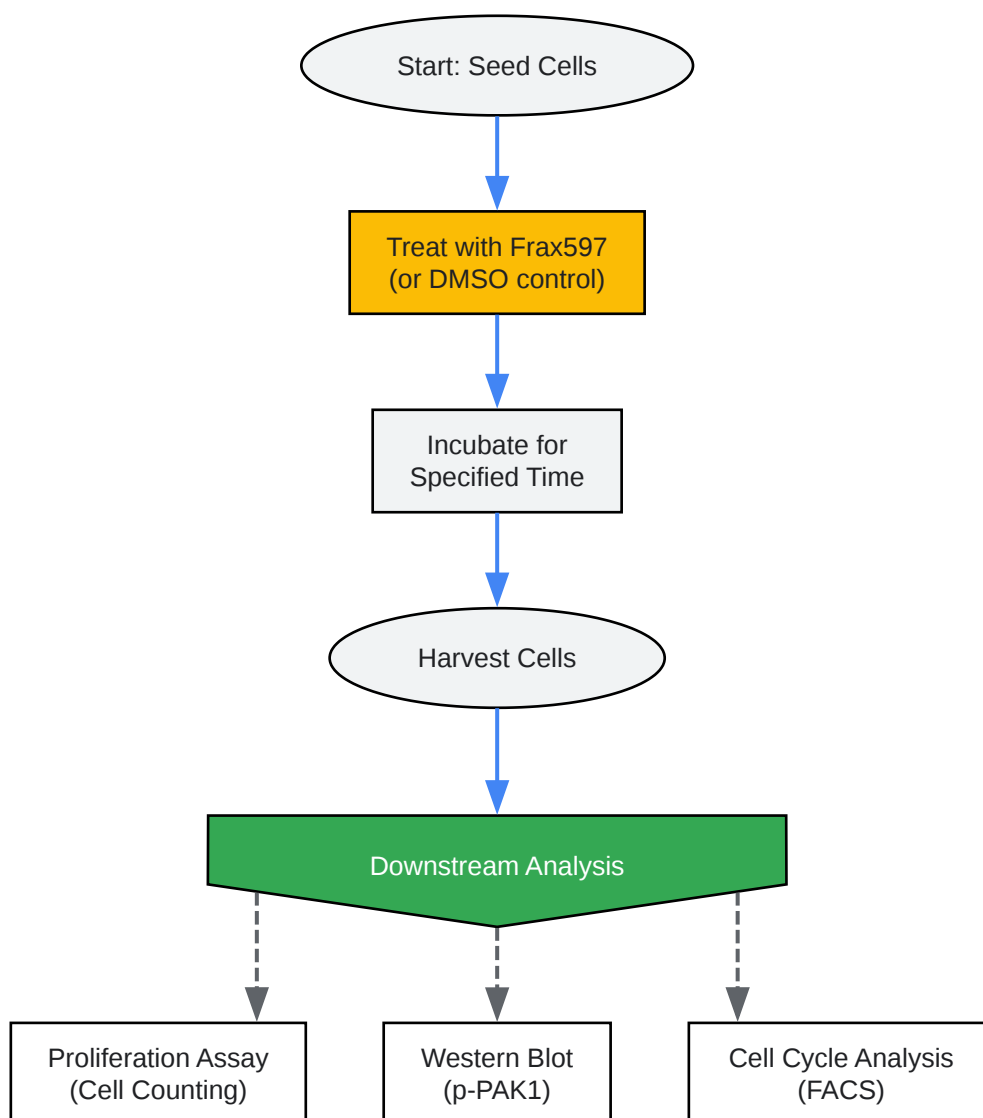 Start: Seed Cells
Treat with Frax597
(or DMSO control)
Incubate for
Specified Time
Harvest Cells
Downstream Analysis
Proliferation Assay
(Cell Counting)
Western Blot
(p-PAK1)
Cell Cycle Analysis
(FACS)